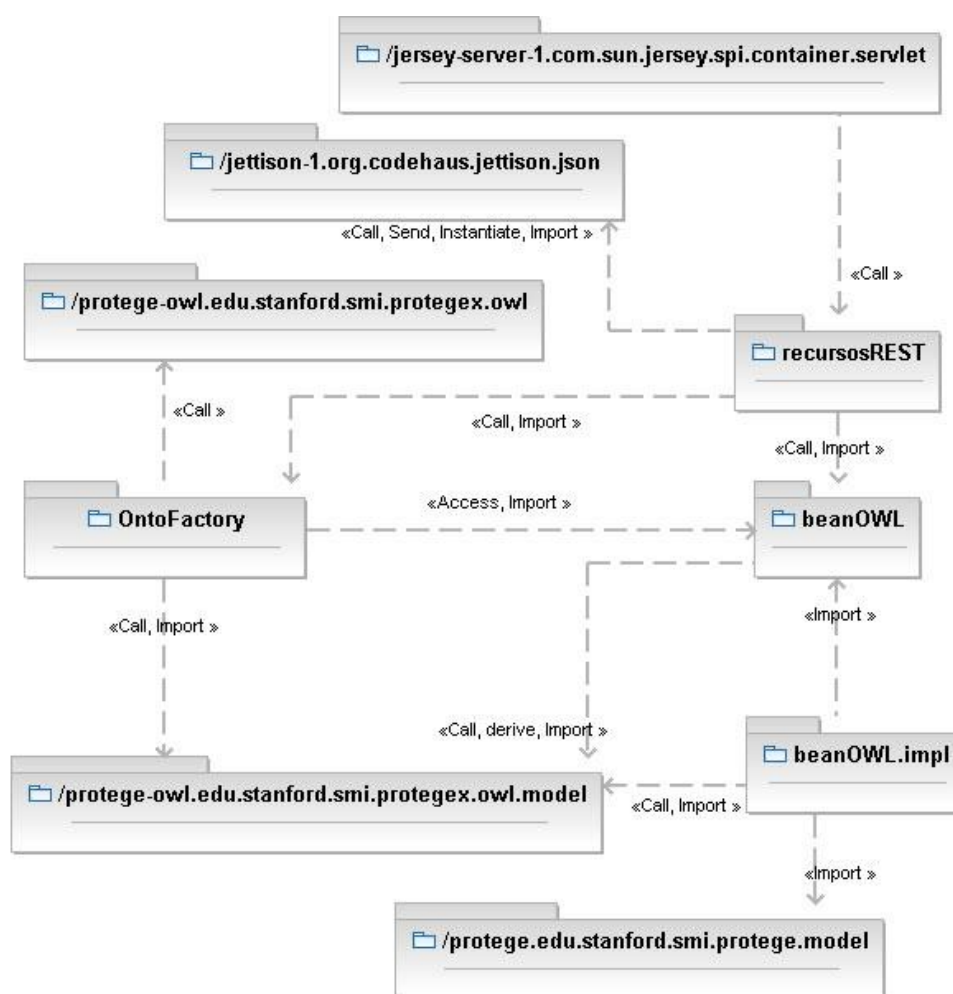 /jersey-server-1.com.sun.jersey.spi.container.servlet
/jettison-1.org.codehaus.jettison.json
«Call, Send, Instantiate, Import »
«Call »
/protege-owl.edu.stanford.smi.protegex.owl
recursosREST
«Call »
«Call, Import »
«Call, Import »
OntoFactory
«Access, Import »
beanOWL
«Call, Import »
«Import »
«Call, derive, Import »
beanOWL.impl
/protege-owl.edu.stanford.smi.protegex.owl.model
«Call, Import »
«Import »
/protege.edu.stanford.smi.protege.model